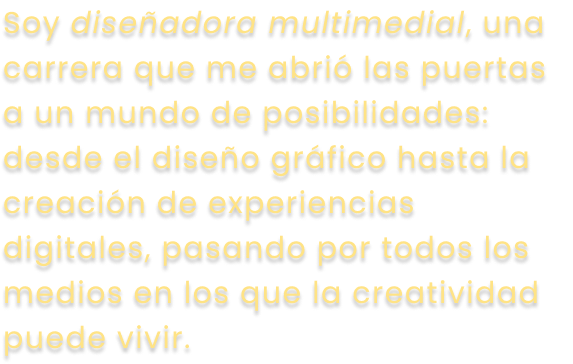 Soy diseñadora multimedial, una
carrera que me abrió las puertas
a un mundo de posibilidades:
desde el diseño gráfico hasta la
creación de experiencias
digitales, pasando por todos los
medios en los que la creatividad
puede vivir.